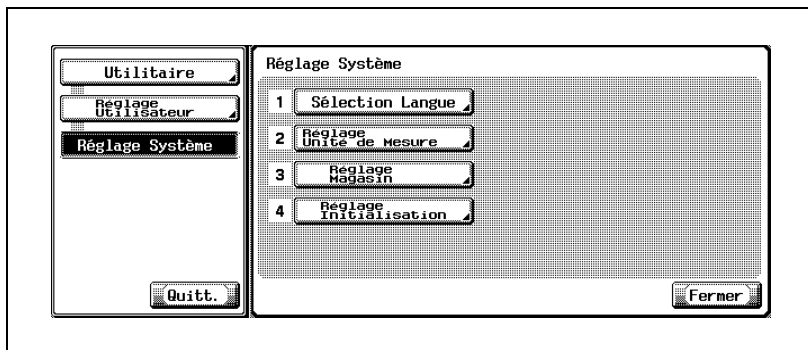 Utilitaire
Réglage
Utilisateur
Réglage Système
Quitt.
Réglage Système
1 Sélection Langue
2 Réglage
Unité de Mesure
3 Réglage
Magasin
4 Réglage
Initialisation
Fermer